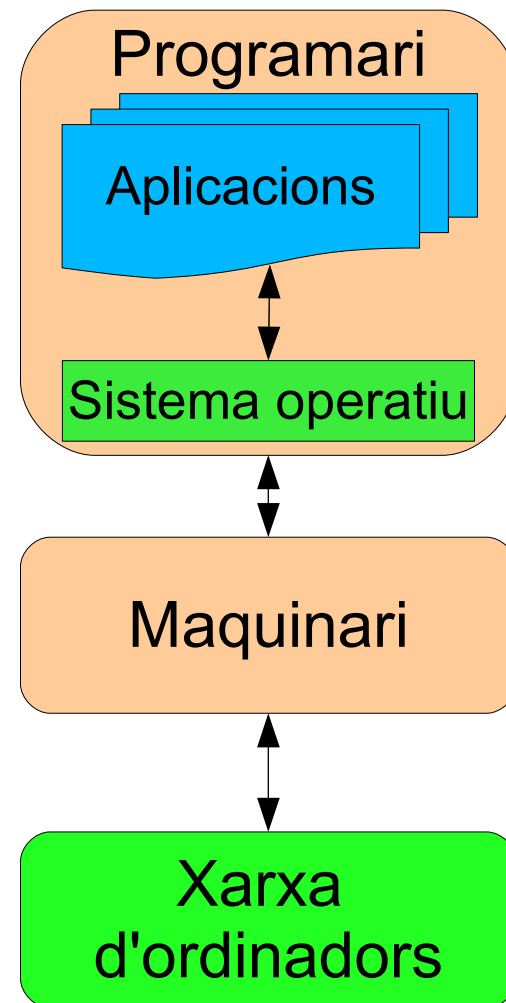 Programari
Aplicacions
Sistema operatiu
Maquinari
Xarxa
d'ordinadors